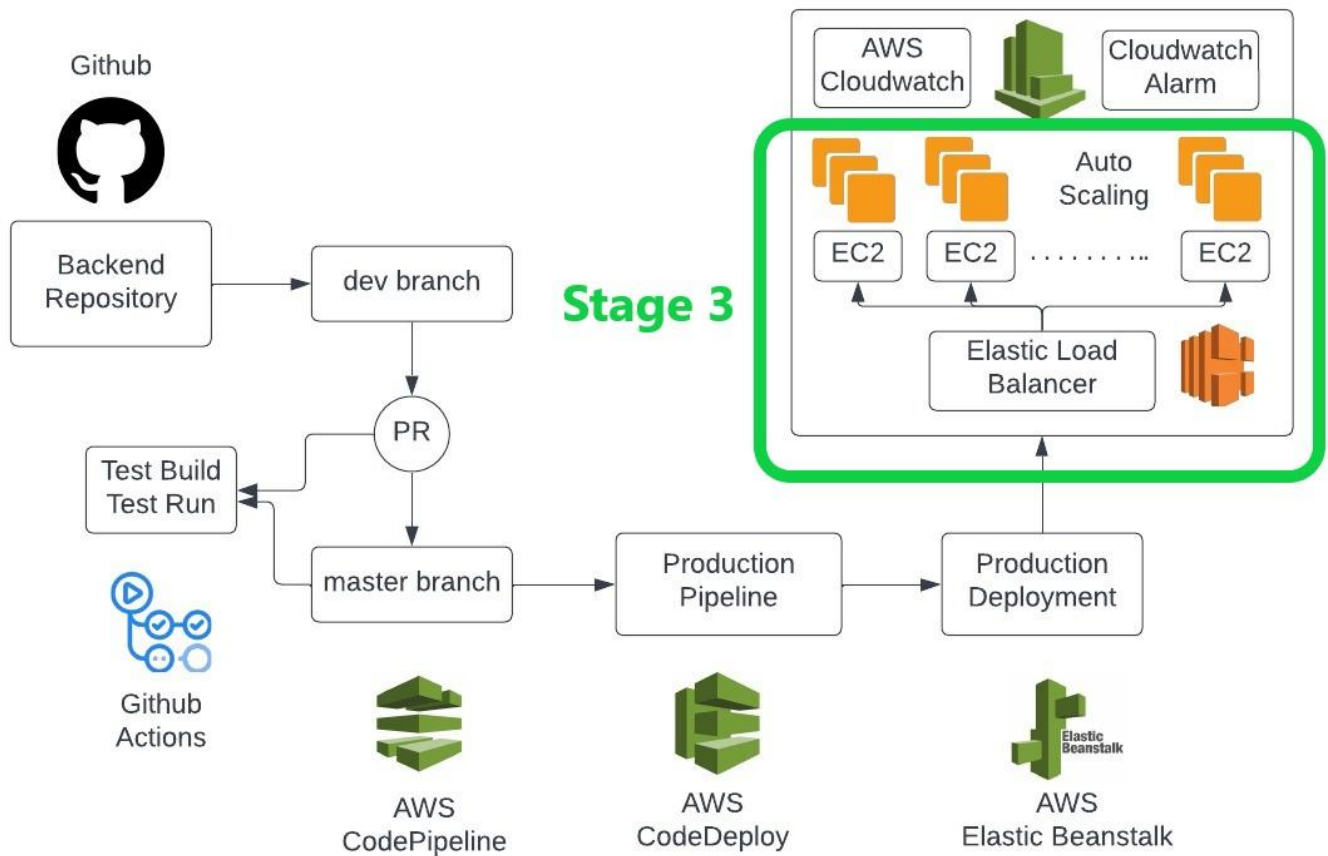 Github
Backend
Repository
dev branch
PR
Test Build
Test Run
master branch
Github
Actions
Production
Pipeline
Production
Deployment
AWS
CodePipeline
AWS
CodeDeploy
Elastic
Beanstalk
AWS
Elastic Beanstalk
Stage 3
AWS
Cloudwatch
Cloudwatch
Alarm
Auto
Scaling
EC2
EC2
...........
EC2
Elastic Load
Balancer